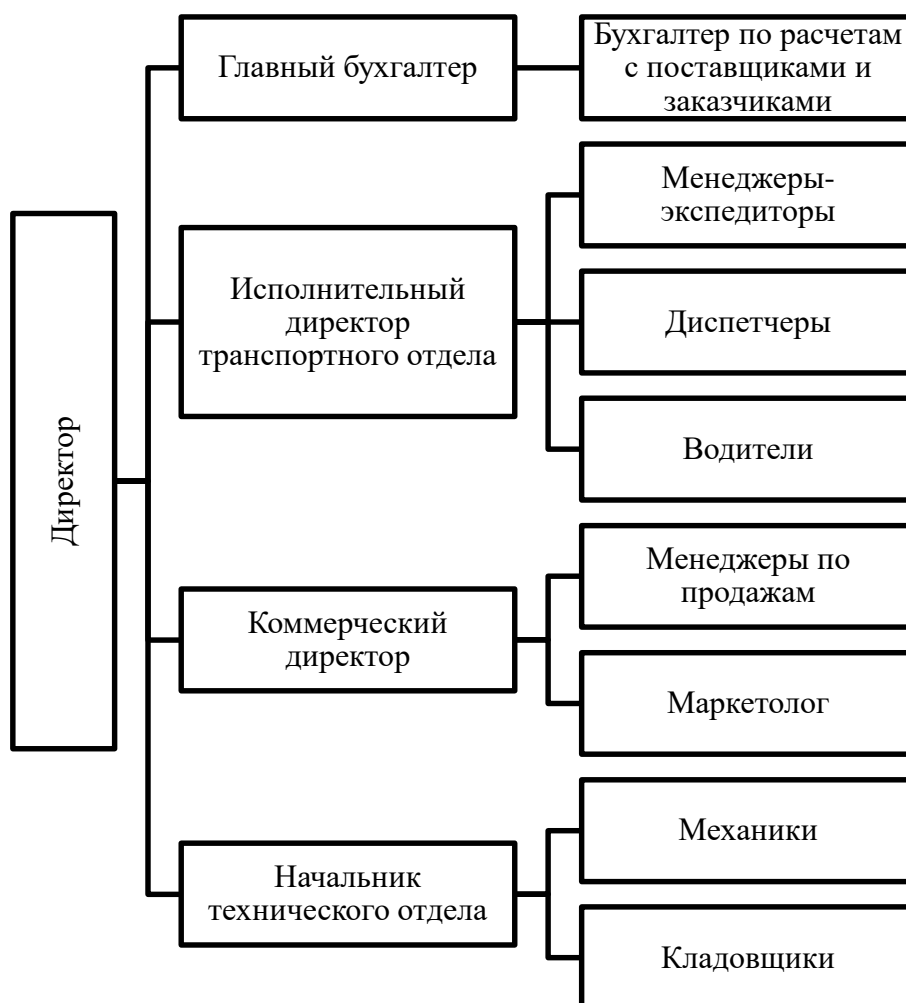 Директор
Главный бухгалтер
Бухгалтер по расчетам
с поставщиками и
заказчиками
Исполнительный
директор
транспортного отдела
Менеджеры-
экспедиторы
Диспетчеры
Водители
Коммерческий
директор
Менеджеры по
продажам
Маркетолог
Начальник
технического отдела
Механики
Кладовщики